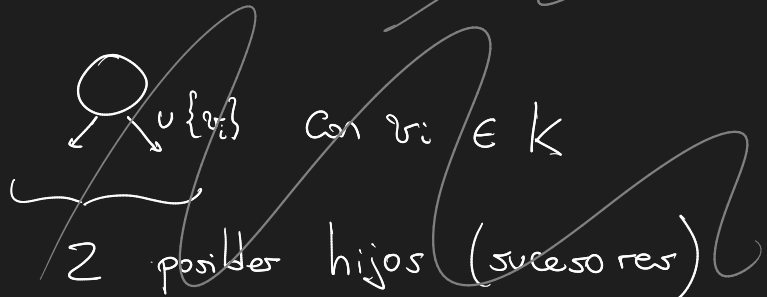 ∪ {vi} con vi ∈ K
2 posibles hijos (sucesores)